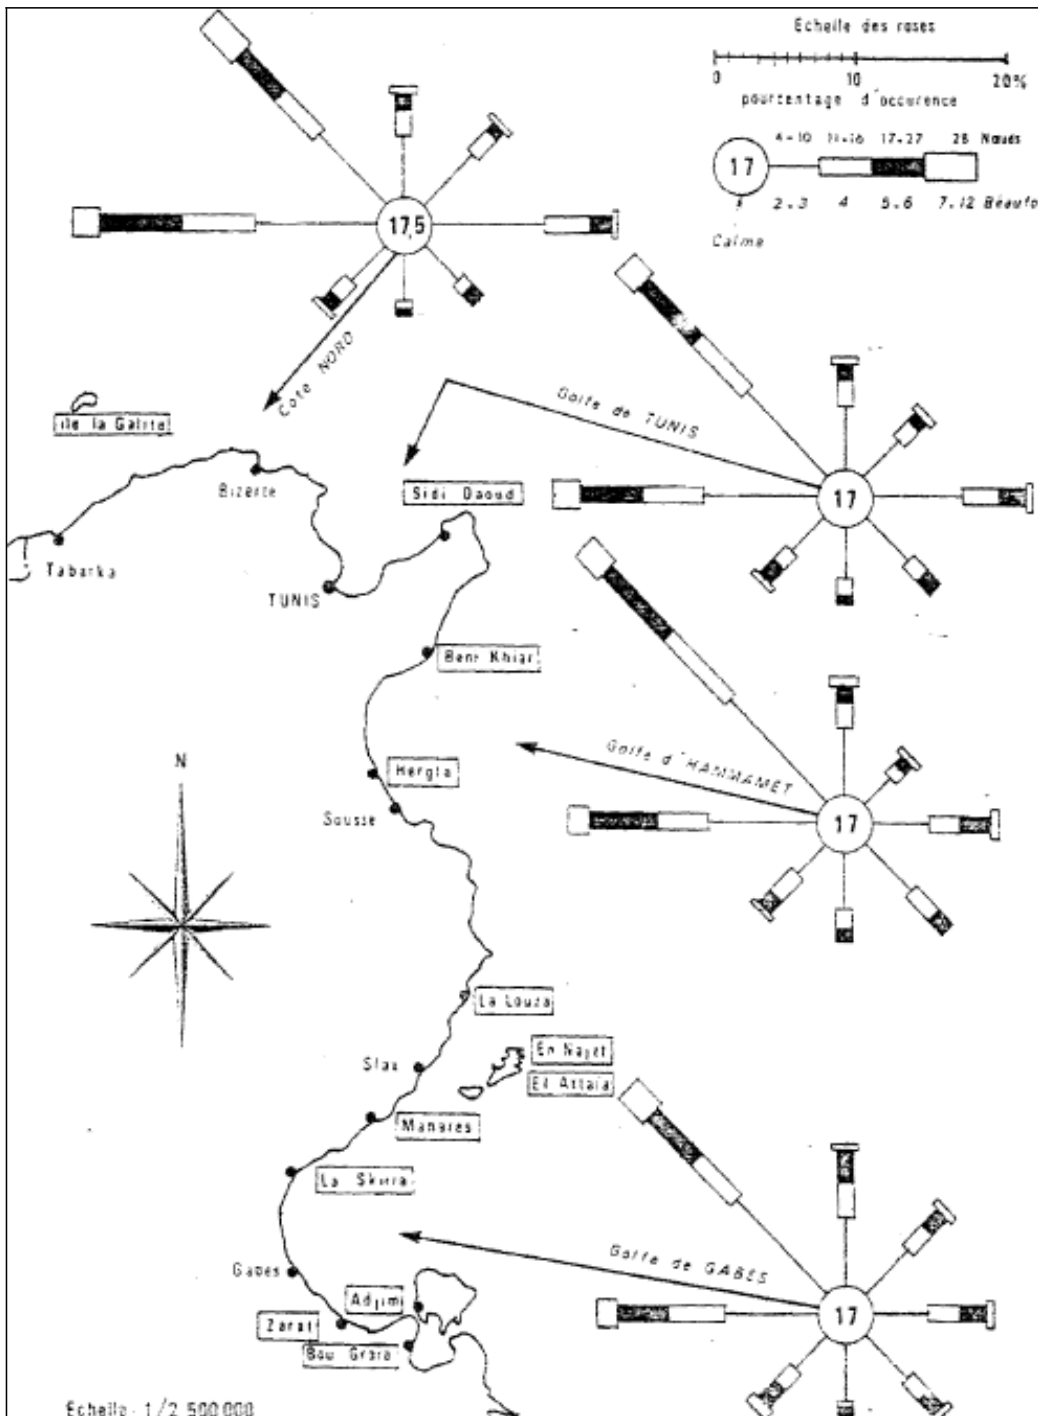 Echelle des roses
0 10 20%
pourcentage d'occurence
4-10 11-16 17-27 28 Nœuds
17
2-3 4 5-6 7-12 Béaufo
Calme
17,5
Cote NORD
Golfe de TUNIS
17
ile la Galite
Bizerte
Sidi Daoud
Tabarka
TUNIS
Beni Khiar
Golfe d'HAMMAMET
17
Hergla
Sousse
N
La Louza
En Najet
El Attaïa
Sfax
Mahares
La Skhira
Golfe de GABES
17
Gabes
Adjim
Zarat
Bou Grara
Echelle 1/2 500 000